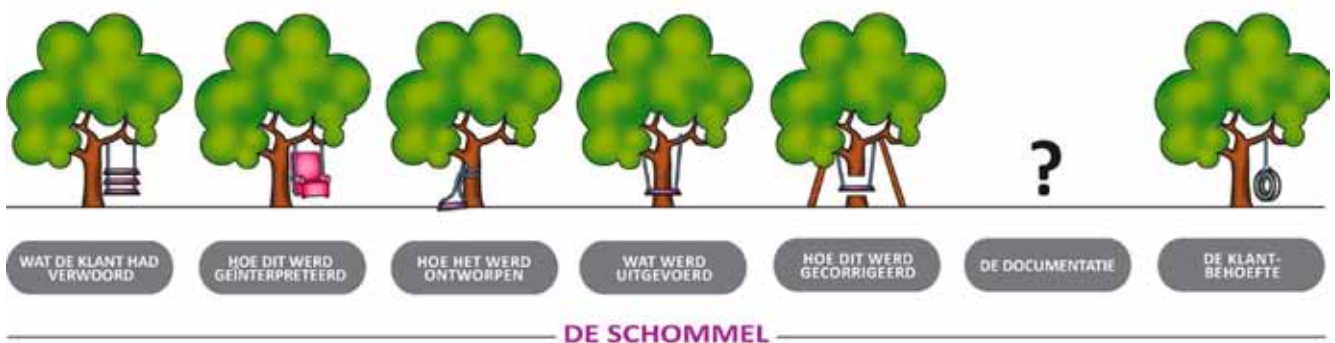 ?
WAT DE KLANT HAD
VERWOORD
HOE DIT WERD
GEÏNTERPRETEERD
HOE HET WERD
ONTWORPEN
WAT WERD
UITGEVOERD
HOE DIT WERD
GECORRIGEERD
DE DOCUMENTATIE
DE KLANT-
BEHOEFTE
DE SCHOMMEL